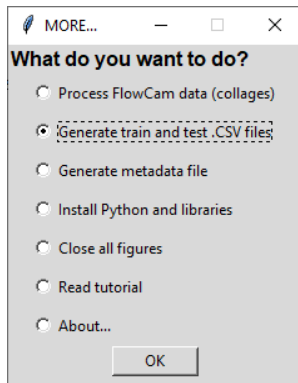 MORE...
What do you want to do?
Process FlowCam data (collages)
Generate train and test .CSV files
Generate metadata file
Install Python and libraries
Close all figures
Read tutorial
About...
OK